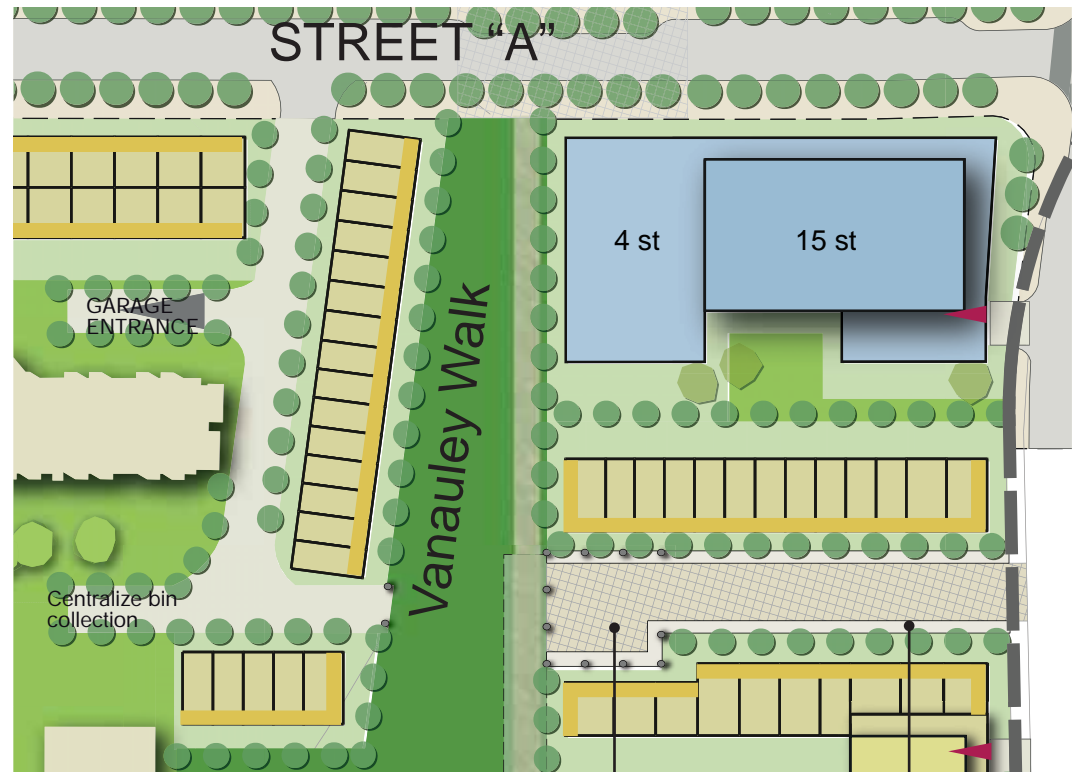 STREET “A”
4 st
15 st
GARAGE
ENTRANCE
Vanauley Walk
Centralize bin
collection